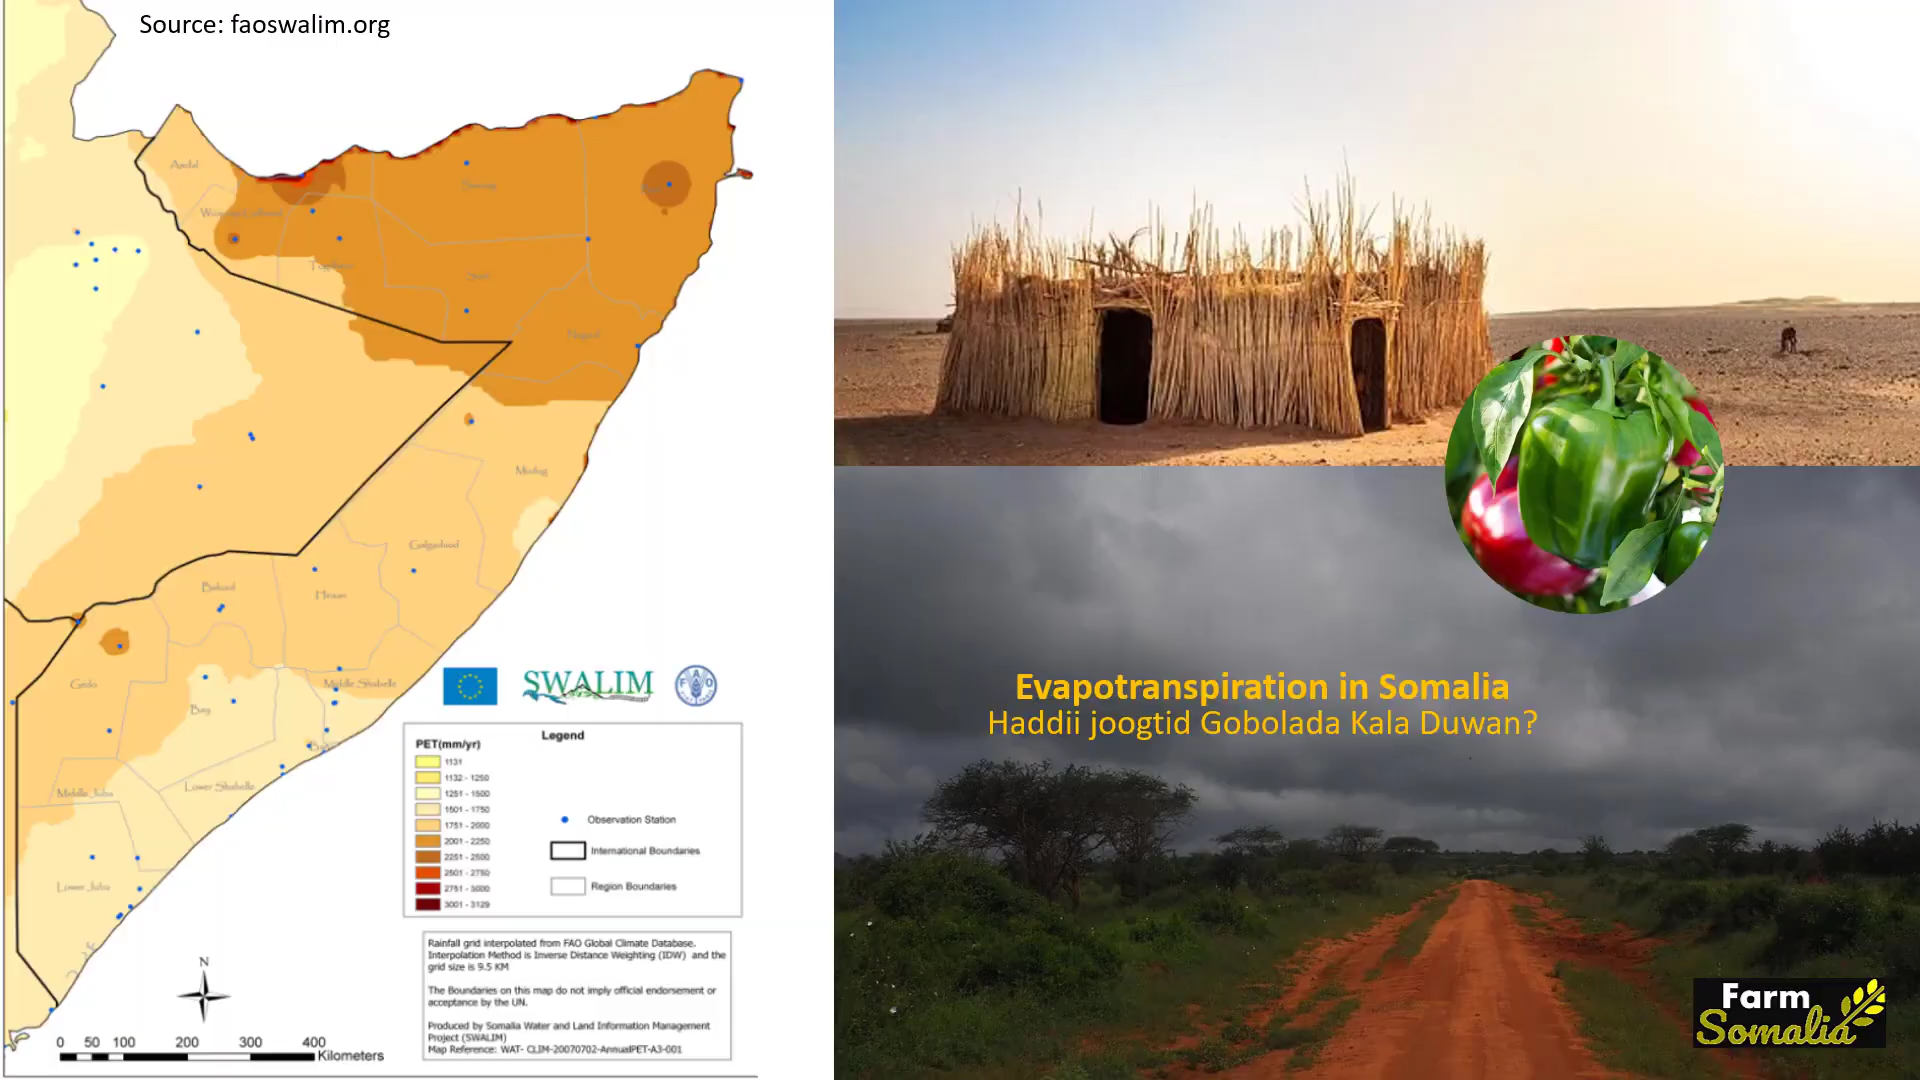 Source: faoswalim.org
Awdal
Togdheer
Sool
Nugaal
Mudug
Galgaduud
Bakool
Hiraan
Gedo
Middle Shabelle
Bay
Lower Shabelle
Middle Juba
Lower Juba
SWALIM
FAO
Legend
PET(mm/yr)
1131
1132 - 1250
1251 - 1500
1501 - 1750
1751 - 2000
2001 - 2250
2251 - 2500
2501 - 2750
2751 - 3000
3001 - 3129
Observation Station
International Boundaries
Region Boundaries
Rainfall grid interpolated from FAO Global Climate Database.
Interpolation Method is Inverse Distance Weighting (IDW) and the
grid size is 9.5 KM
The Boundaries on this map do not imply official endorsement or
acceptance by the UN.
Produced by Somalia Water and Land Information Management
Project (SWALIM)
Map Reference: WAT- CLIM-20070702-AnnualPET-A3-001
N
0 50 100 200 300 400
Kilometers
Evapotranspiration in Somalia
Haddii joogtid Gobolada Kala Duwan?
Farm
Somalia